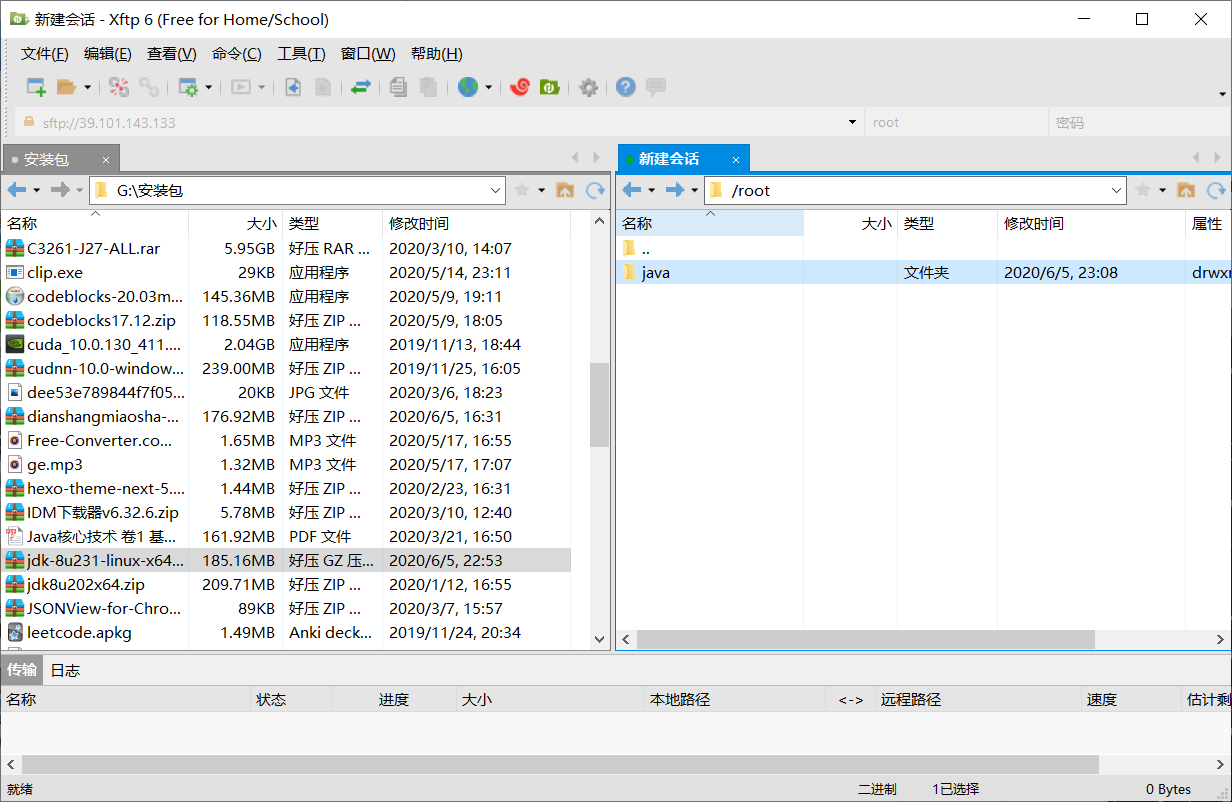 新建会话 - Xftp 6 (Free for Home/School)
文件(F) 编辑(E) 查看(V) 命令(C) 工具(T) 窗口(W) 帮助(H)
sftp://39.101.143.133 root 密码
安装包 × 新建会话 ×
G:\安装包 /root
名称 大小 类型 修改时间
C3261-J27-ALL.rar 5.95GB 好压 RAR ... 2020/3/10, 14:07
clip.exe 29KB 应用程序 2020/5/14, 23:11
codeblocks-20.03m... 145.36MB 应用程序 2020/5/9, 19:11
codeblocks17.12.zip 118.55MB 好压 ZIP ... 2020/5/9, 18:05
cuda_10.0.130_411.... 2.04GB 应用程序 2019/11/13, 18:44
cudnn-10.0-window... 239.00MB 好压 ZIP ... 2019/11/25, 16:05
dee53e789844f7f05... 20KB JPG 文件 2020/3/6, 18:23
dianshangmiaosha-... 176.92MB 好压 ZIP ... 2020/6/5, 16:31
Free-Converter.co... 1.65MB MP3 文件 2020/5/17, 16:55
ge.mp3 1.32MB MP3 文件 2020/5/17, 17:07
hexo-theme-next-5.... 1.44MB 好压 ZIP ... 2020/2/23, 16:31
IDM下载器v6.32.6.zip 5.78MB 好压 ZIP ... 2020/3/10, 12:40
Java核心技术 卷1 基... 161.92MB PDF 文件 2020/3/21, 16:50
jdk-8u231-linux-x64... 185.16MB 好压 GZ 压... 2020/6/5, 22:53
jdk8u202x64.zip 209.71MB 好压 ZIP ... 2020/1/12, 16:55
JSONView-for-Chro... 89KB 好压 ZIP ... 2020/3/7, 15:57
leetcode.apkg 1.49MB Anki deck... 2019/11/24, 20:34
名称 大小 类型 修改时间 属性
..
java 文件夹 2020/6/5, 23:08 drwx
传输 日志
名称 状态 进度 大小 本地路径 <-> 远程路径 速度 估计剩
就绪 二进制 1已选择 0 Bytes